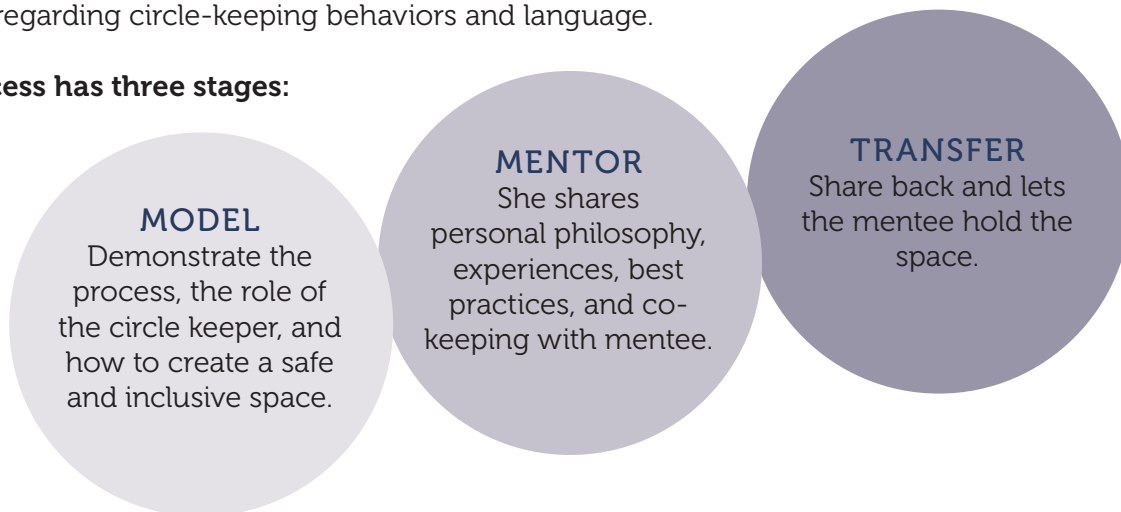 regarding circle-keeping behaviors and language.
cess has three stages:
MODEL
Demonstrate the
process, the role of
the circle keeper, and
how to create a safe
and inclusive space.
MENTOR
She shares
personal philosophy,
experiences, best
practices, and co-
keeping with mentee.
TRANSFER
Share back and lets
the mentee hold the
space.